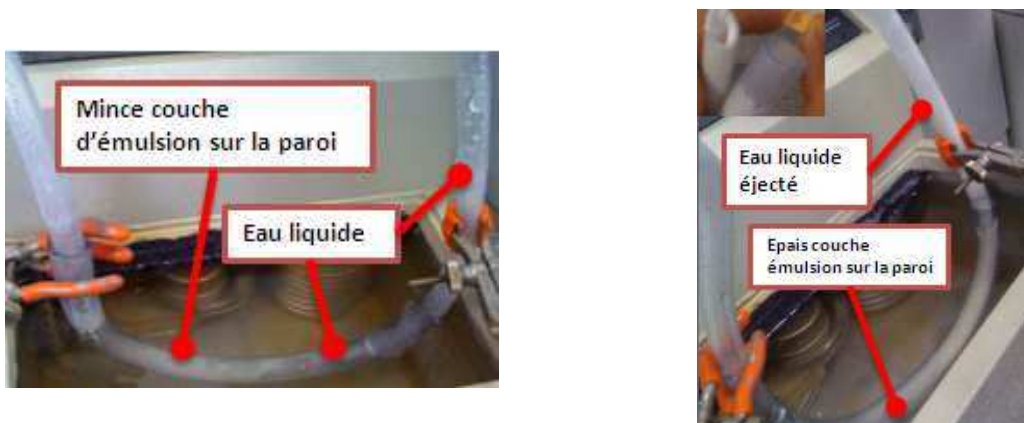 Mince couche
d'émulsion sur la paroi
Eau liquide
Eau liquide
éjecté
Epais couche
émulsion sur la paroi